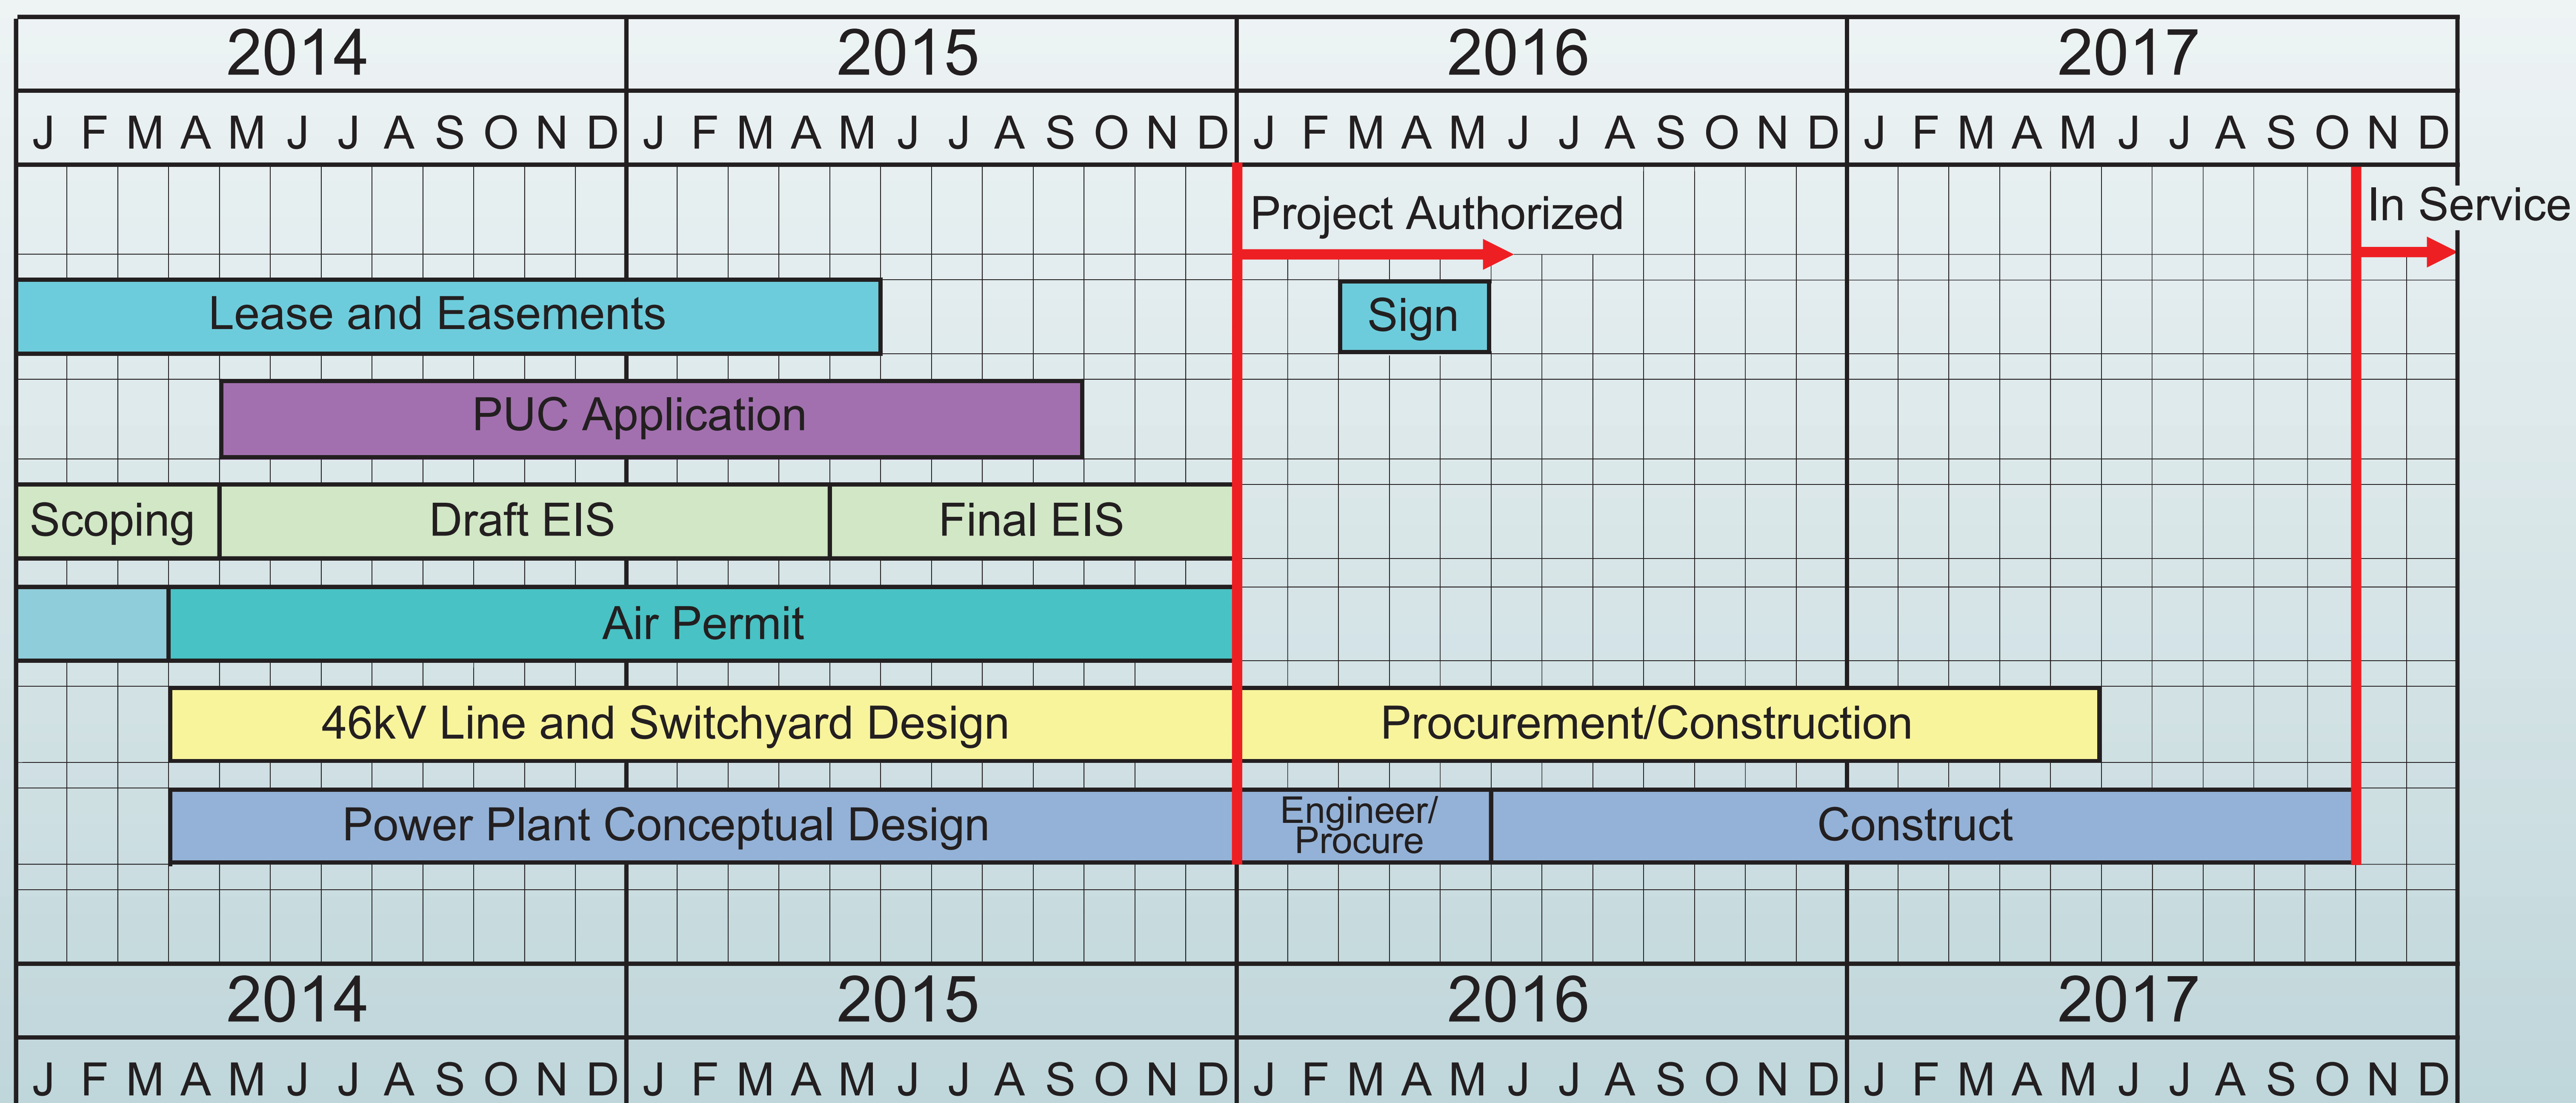 2014 2015 2016 2017
J F M A M J J A S O N D J F M A M J J A S O N D J F M A M J J A S O N D J F M A M J J A S O N D
Project Authorized In Service
Lease and Easements Sign
PUC Application
Scoping Draft EIS Final EIS
Air Permit
46kV Line and Switchyard Design Procurement/Construction
Power Plant Conceptual Design Engineer/
Procure Construct
2014 2015 2016 2017
J F M A M J J A S O N D J F M A M J J A S O N D J F M A M J J A S O N D J F M A M J J A S O N D